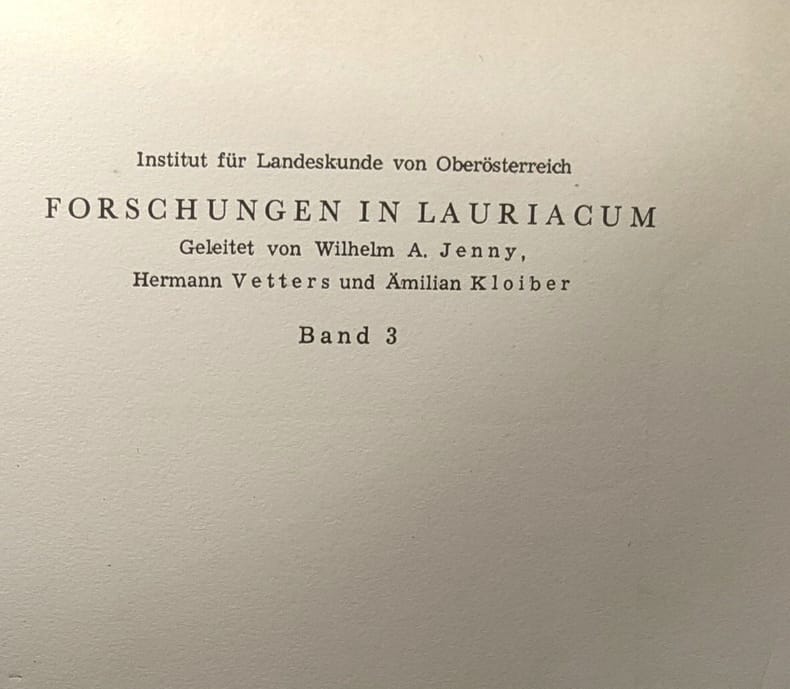 Institut für Landeskunde von Oberösterreich
FORSCHUNGEN IN LAURIACUM
Geleitet von Wilhelm A. Jenny,
Hermann Vetters und Ämilian Kloiber
Band 3